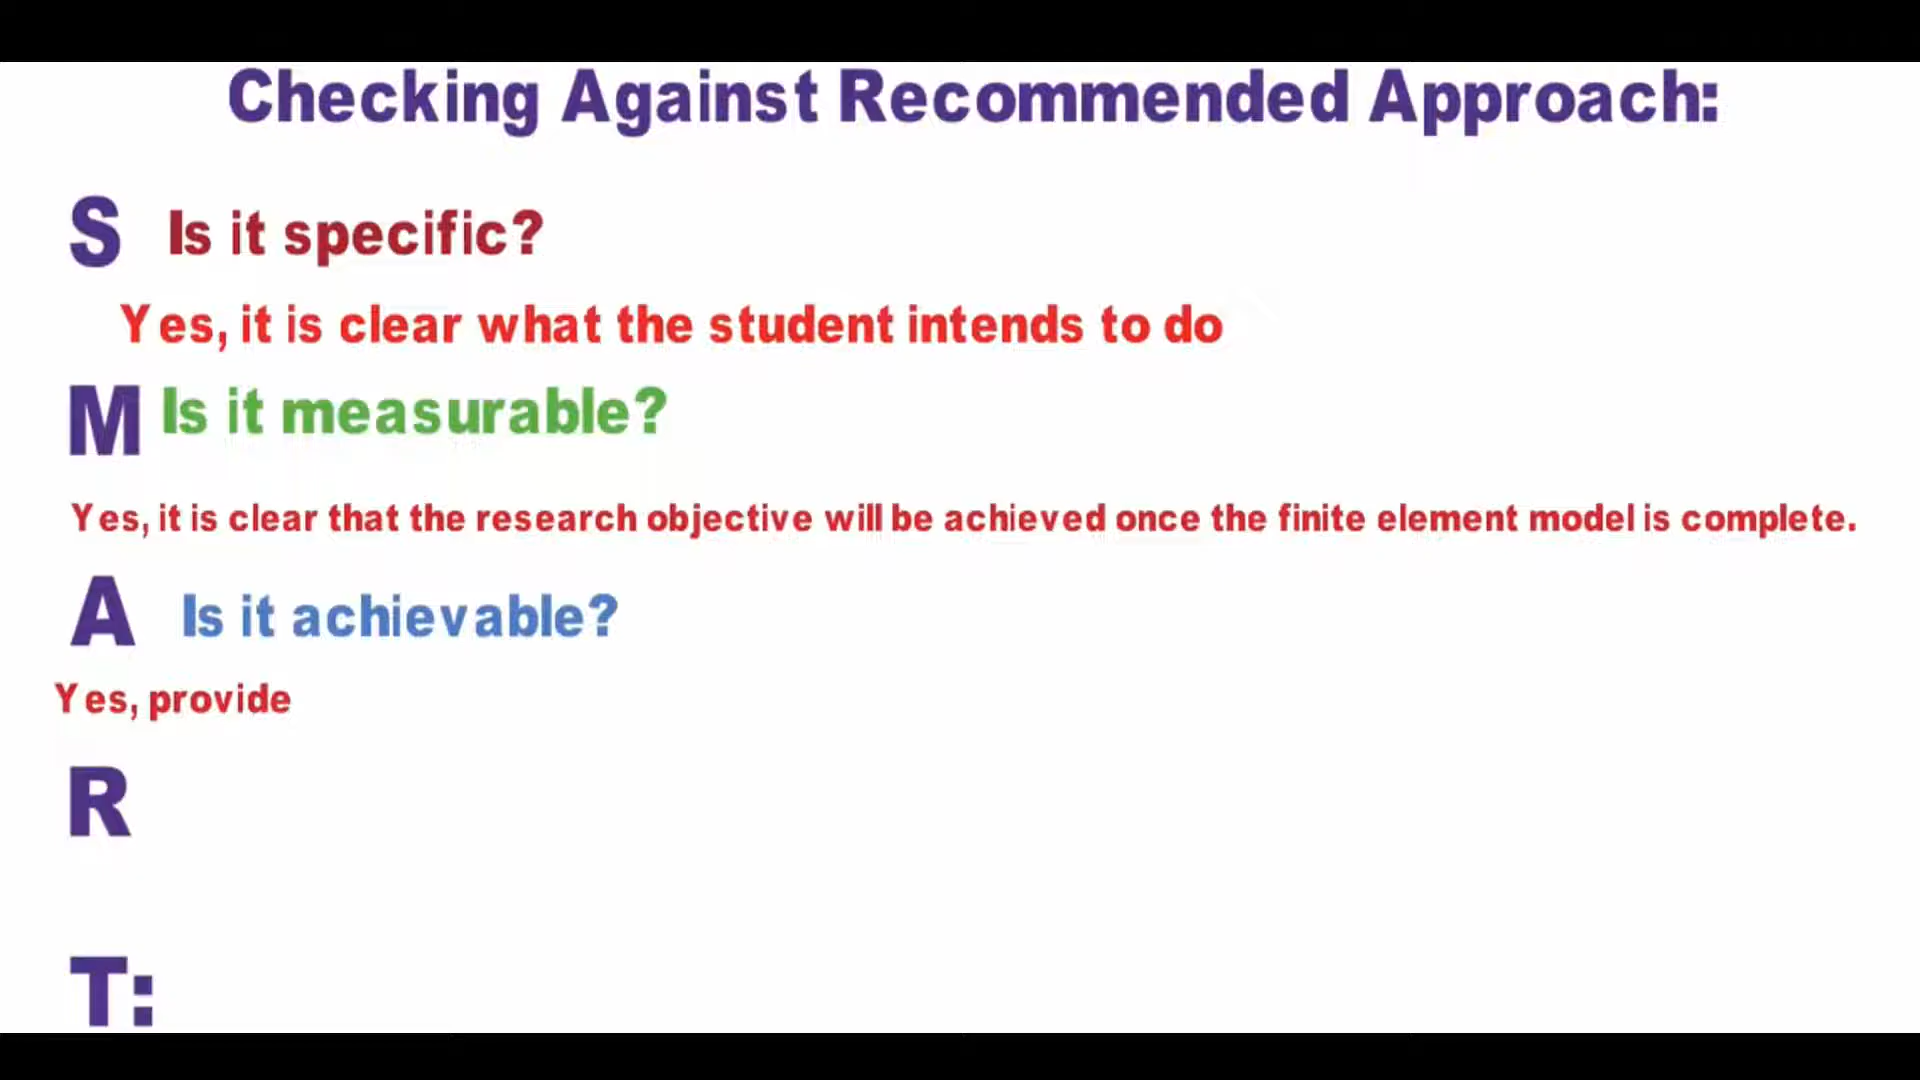 Checking Against Recommended Approach:
S Is it specific?
Yes, it is clear what the student intends to do
M Is it measurable?
Yes, it is clear that the research objective will be achieved once the finite element model is complete.
A Is it achievable?
Yes, provide
R
T: